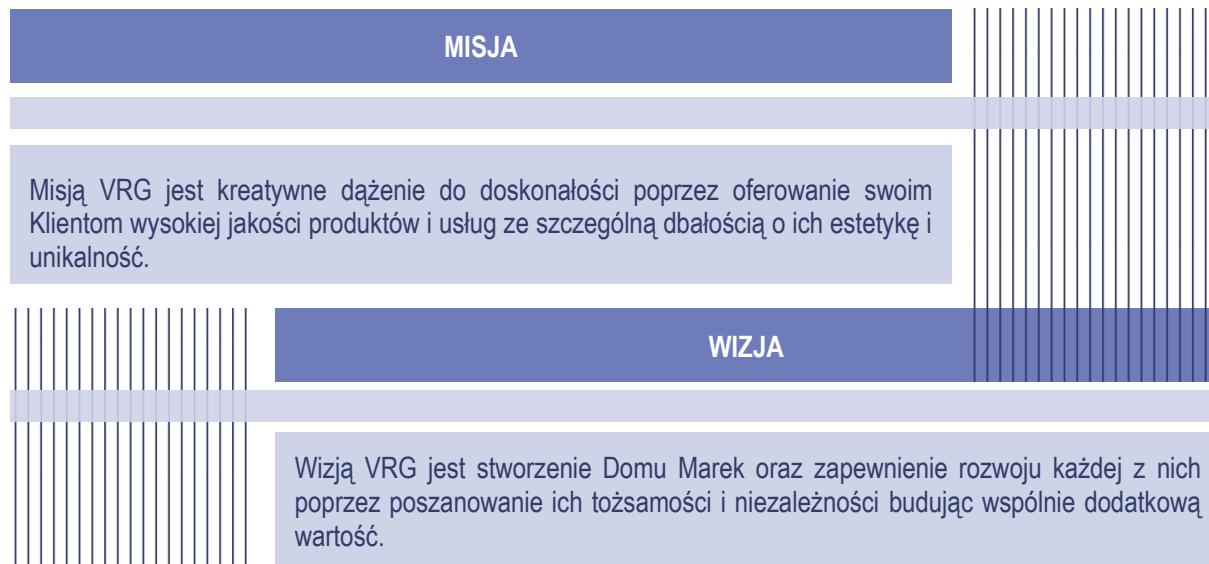 MISJA
Misją VRG jest kreatywne dążenie do doskonałości poprzez oferowanie swoim
Klientom wysokiej jakości produktów i usług ze szczególną dbałością o ich estetykę i
unikalność.
WIZJA
Wizją VRG jest stworzenie Domu Marek oraz zapewnienie rozwoju każdej z nich
poprzez poszanowanie ich tożsamości i niezależności budując wspólnie dodatkową
wartość.